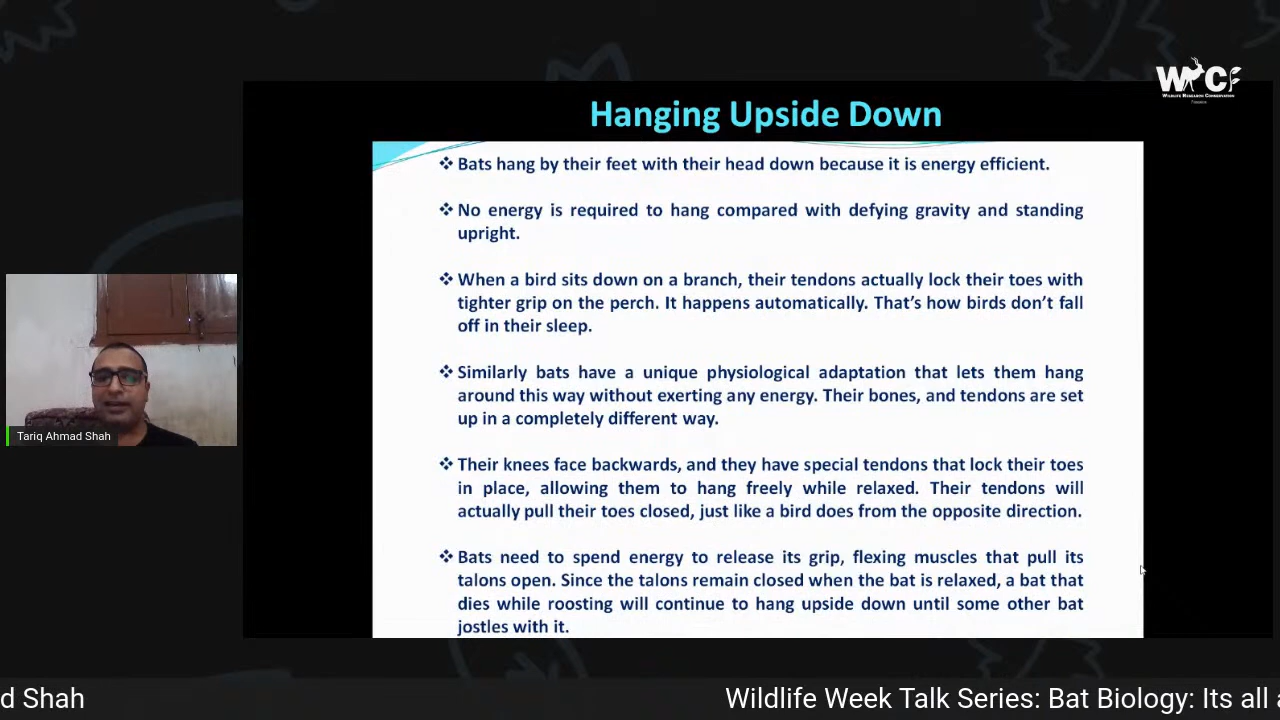 WCF
WILDLIFE RESEARCH CONSERVATION
Hanging Upside Down
❖ Bats hang by their feet with their head down because it is energy efficient.
❖ No energy is required to hang compared with defying gravity and standing
upright.
❖ When a bird sits down on a branch, their tendons actually lock their toes with
tighter grip on the perch. It happens automatically. That's how birds don't fall
off in their sleep.
❖ Similarly bats have a unique physiological adaptation that lets them hang
around this way without exerting any energy. Their bones, and tendons are set
up in a completely different way.
❖ Their knees face backwards, and they have special tendons that lock their toes
in place, allowing them to hang freely while relaxed. Their tendons will
actually pull their toes closed, just like a bird does from the opposite direction.
❖ Bats need to spend energy to release its grip, flexing muscles that pull its
talons open. Since the talons remain closed when the bat is relaxed, a bat that
dies while roosting will continue to hang upside down until some other bat
jostles with it.
Tariq Ahmad Shah
d Shah
Wildlife Week Talk Series: Bat Biology: Its all